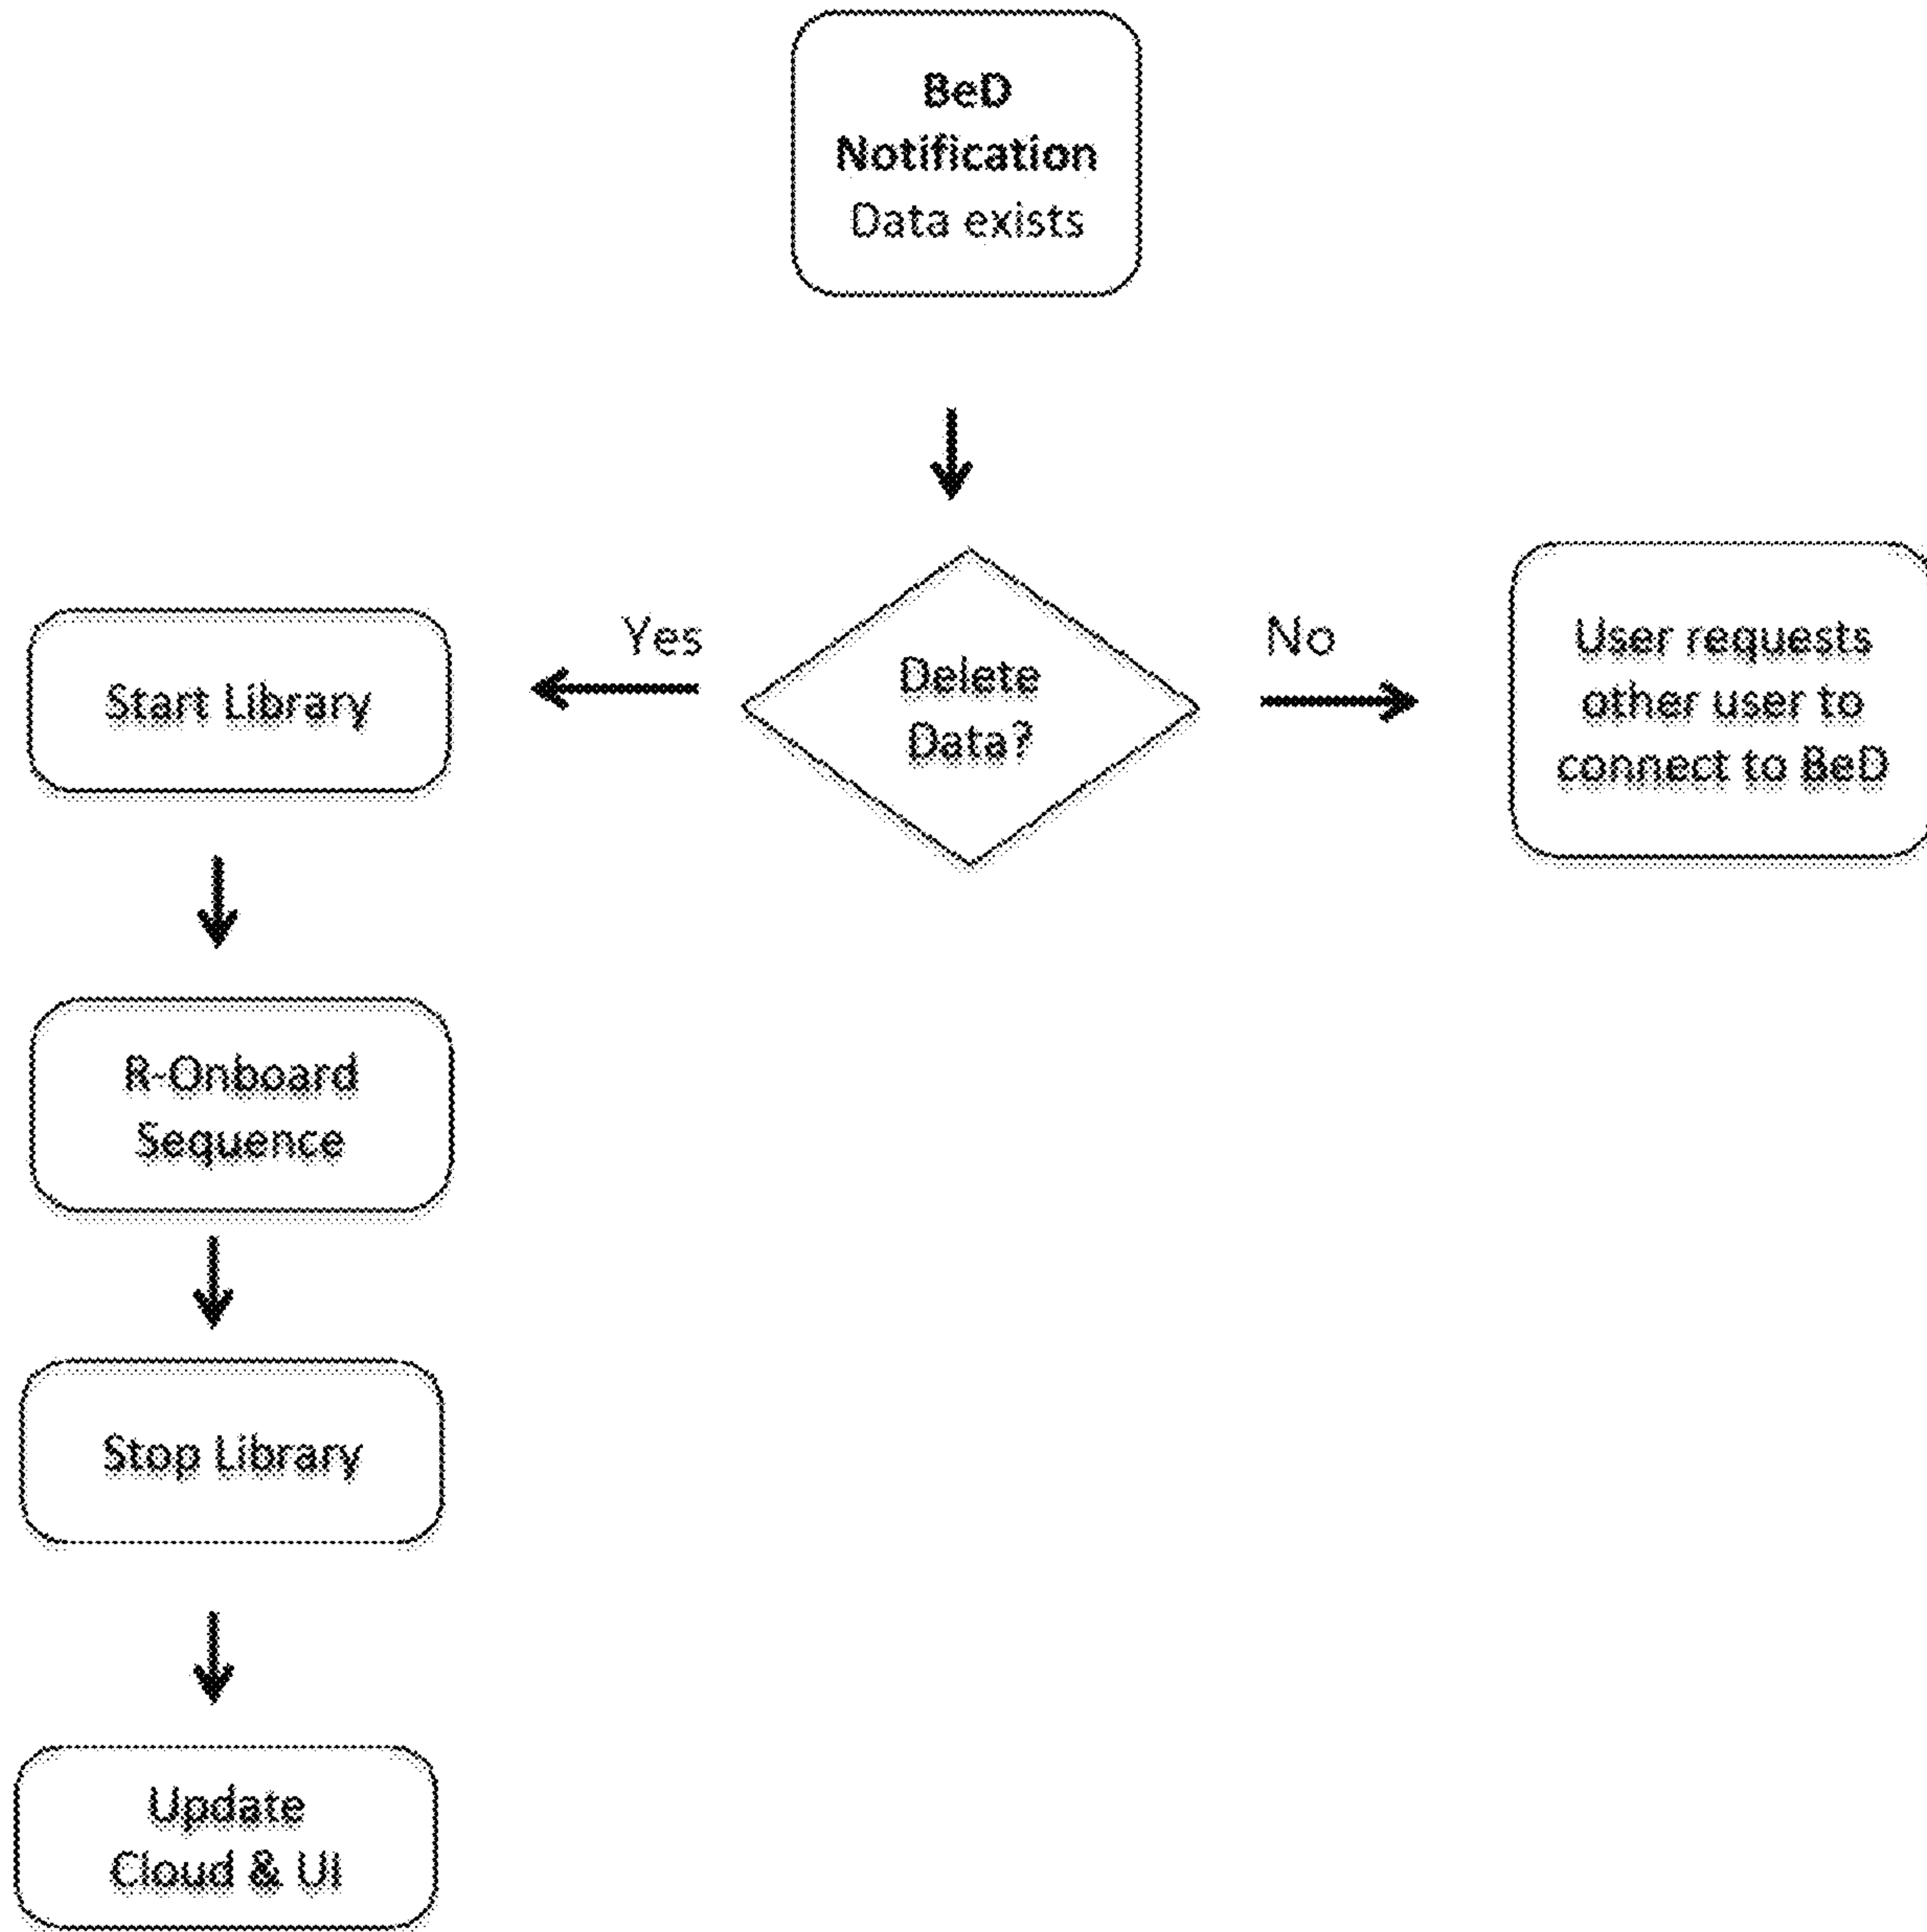 BeD
Notification
Data exists
Yes
No
Delete
Data?
Start Library
User requests
other user to
connect to BeD
R-Onboard
Sequence
Stop Library
Update
Cloud & UI